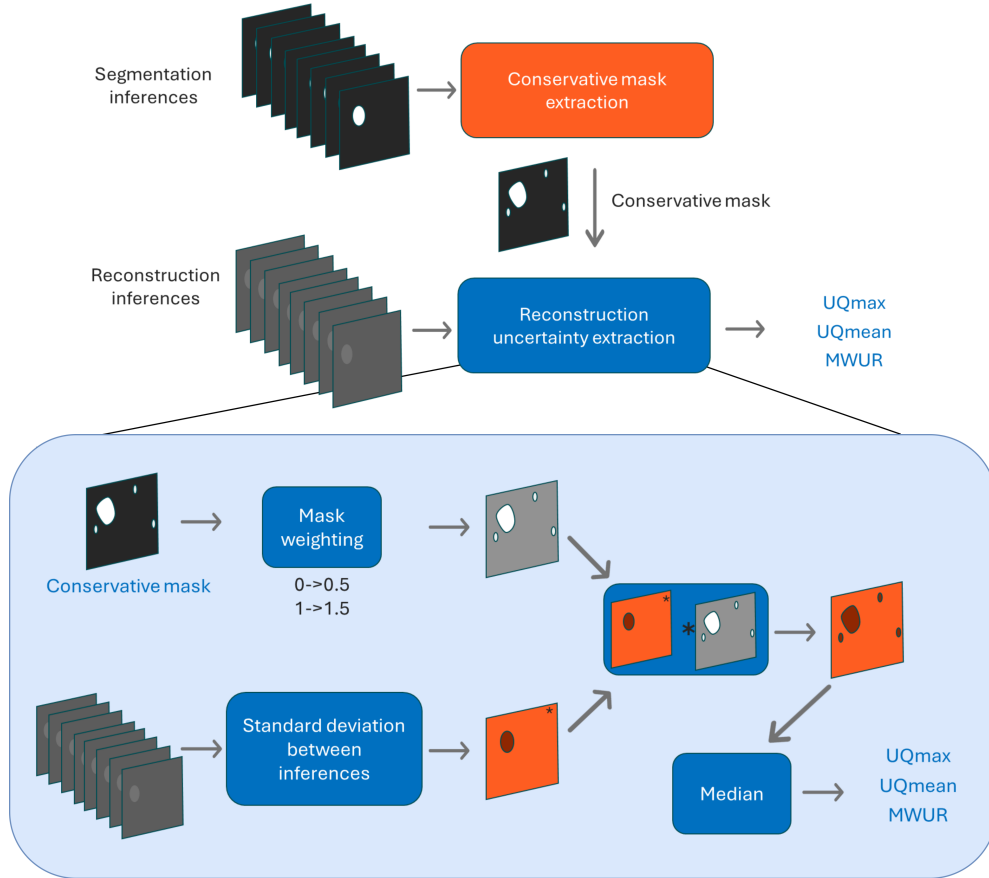 Segmentation
inferences
Conservative mask
extraction
Conservative mask
Reconstruction
inferences
Reconstruction
uncertainty extraction
UQmax
UQmean
MWUR
Conservative mask
Mask
weighting
0->0.5
1->1.5
*
*
Standard deviation
between
inferences
*
Median
UQmax
UQmean
MWUR